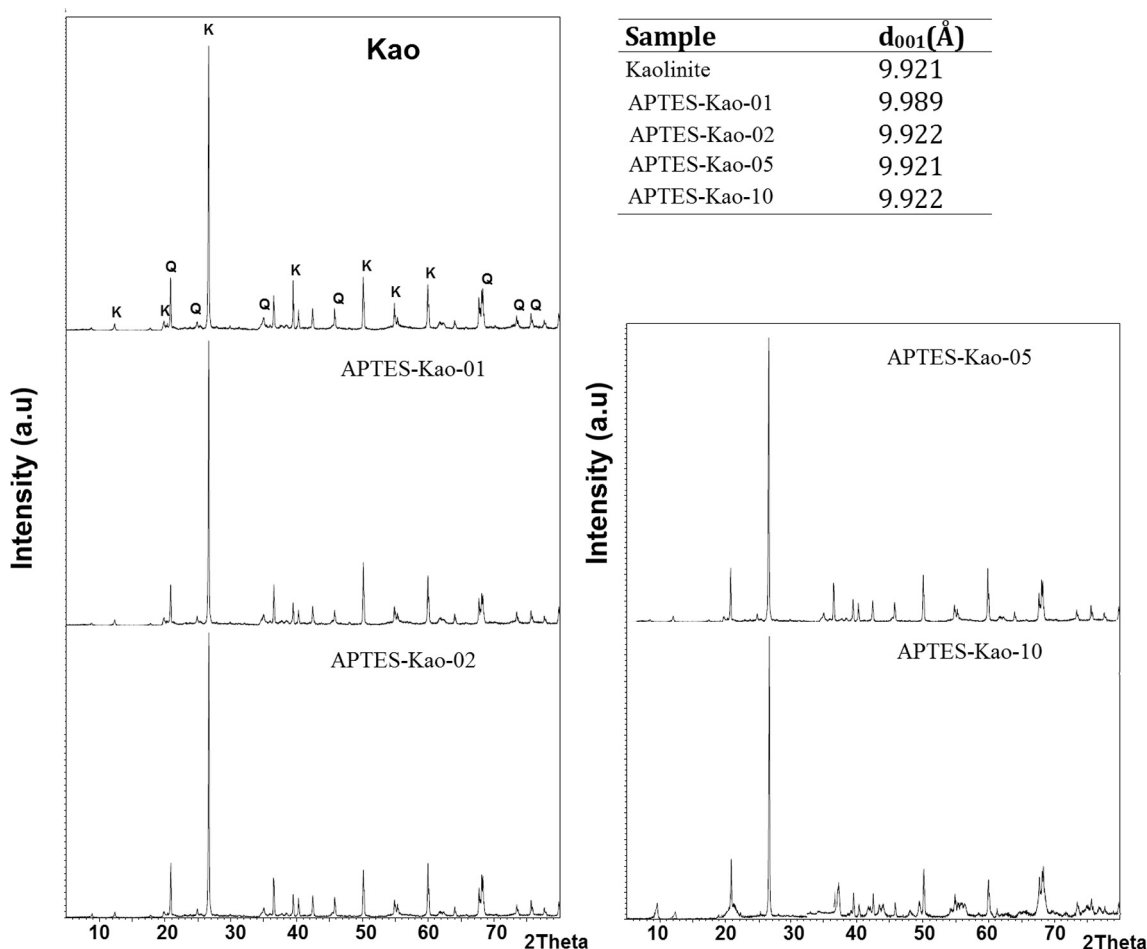 K
Kao
Q
K
K
K
Q
K
K
Q
Q
K
K
Q
Q
Q
Q
Intensity (a.u)
APTES-Kao-01
APTES-Kao-02
10 20 30 40 50 60 70 2Theta
Sample d₀₀₁(Å)
Kaolinite 9.921
APTES-Kao-01 9.989
APTES-Kao-02 9.922
APTES-Kao-05 9.921
APTES-Kao-10 9.922
Intensity (a.u)
APTES-Kao-05
APTES-Kao-10
10 20 30 40 50 60 70 2Theta